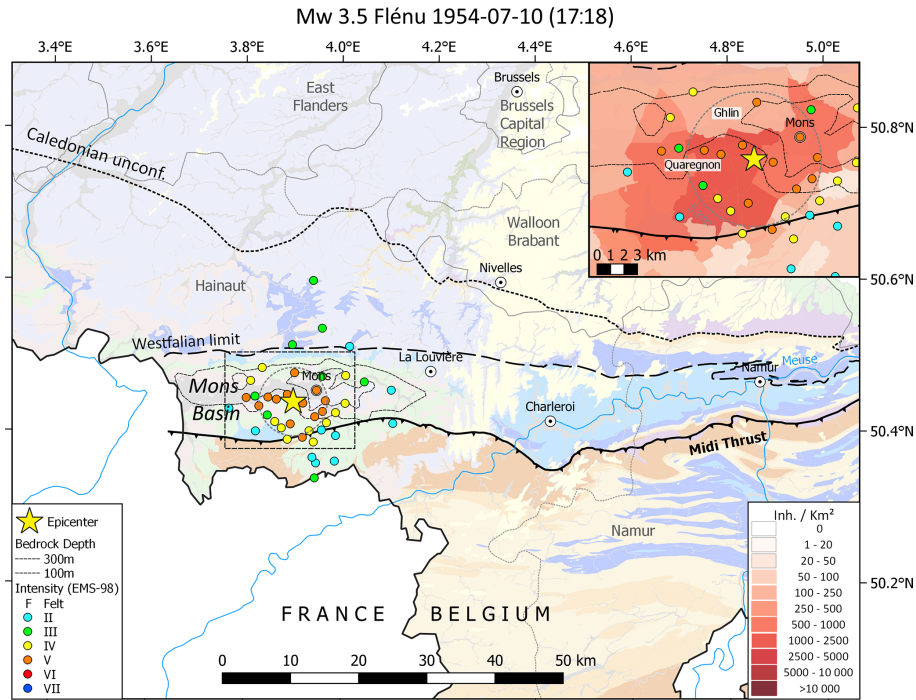 Mw 3.5 Flénu 1954-07-10 (17:18)
3.4°E 3.6°E 3.8°E 4.0°E 4.2°E 4.4°E 4.6°E 4.8°E 5.0°E
50.8°N
50.6°N
50.4°N
50.2°N
East
Flanders
Brussels
Brussels
Capital
Region
Caledonian unconf.
Walloon
Brabant
Nivelles
Hainaut
Westfalian limit
La Louvière
Mons
Mons
Basin
Charleroi
Namur
Meuse
Midi Thrust
Namur
FRANCE BELGIUM
Ghlin
Mons
Quaregnon
0 1 2 3 km
Epicenter
Bedrock Depth
300m
100m
Intensity (EMS-98)
F Felt
II
III
IV
V
VI
VII
0 10 20 30 40 50 km
Inh. / Km²
0
1 - 20
20 - 50
50 - 100
100 - 250
250 - 500
500 - 1000
1000 - 2500
2500 - 5000
5000 - 10 000
>10 000